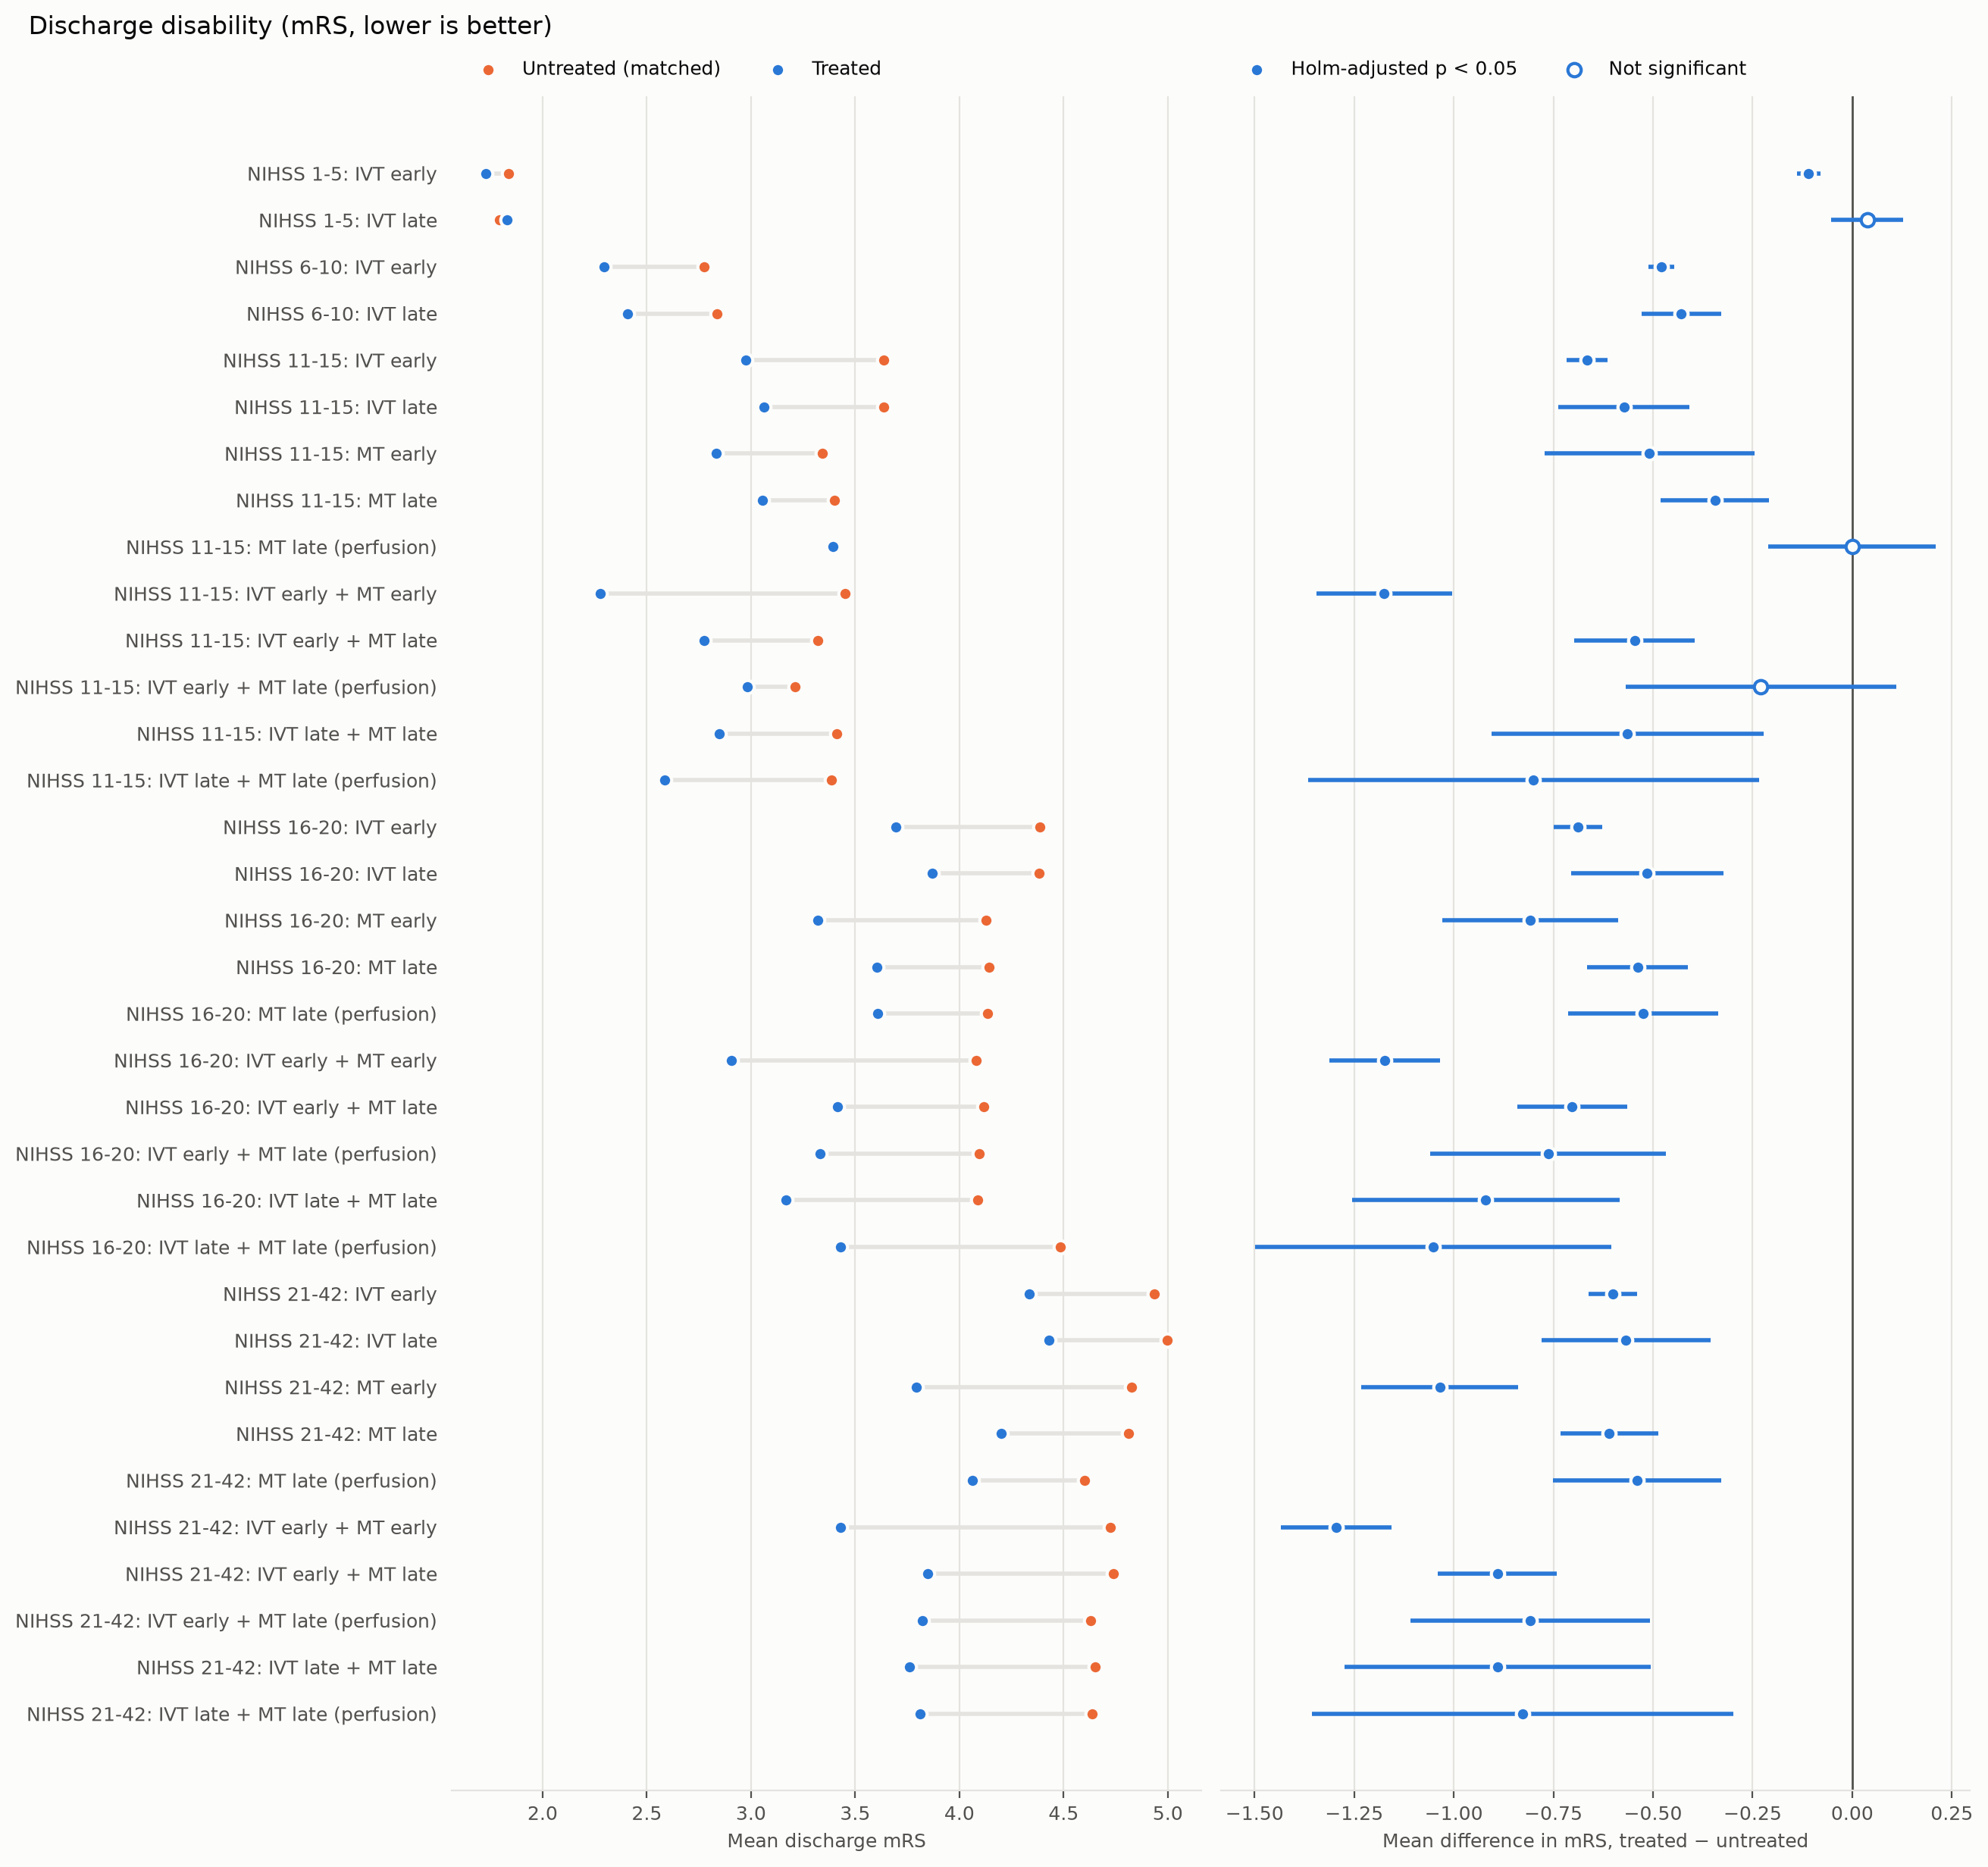 Discharge disability (mRS, lower is better)
Untreated (matched)
Treated
Holm-adjusted p < 0.05
Not significant
NIHSS 1-5: IVT early
NIHSS 1-5: IVT late
NIHSS 6-10: IVT early
NIHSS 6-10: IVT late
NIHSS 11-15: IVT early
NIHSS 11-15: IVT late
NIHSS 11-15: MT early
NIHSS 11-15: MT late
NIHSS 11-15: MT late (perfusion)
NIHSS 11-15: IVT early + MT early
NIHSS 11-15: IVT early + MT late
NIHSS 11-15: IVT early + MT late (perfusion)
NIHSS 11-15: IVT late + MT late
NIHSS 11-15: IVT late + MT late (perfusion)
NIHSS 16-20: IVT early
NIHSS 16-20: IVT late
NIHSS 16-20: MT early
NIHSS 16-20: MT late
NIHSS 16-20: MT late (perfusion)
NIHSS 16-20: IVT early + MT early
NIHSS 16-20: IVT early + MT late
NIHSS 16-20: IVT early + MT late (perfusion)
NIHSS 16-20: IVT late + MT late
NIHSS 16-20: IVT late + MT late (perfusion)
NIHSS 21-42: IVT early
NIHSS 21-42: IVT late
NIHSS 21-42: MT early
NIHSS 21-42: MT late
NIHSS 21-42: MT late (perfusion)
NIHSS 21-42: IVT early + MT early
NIHSS 21-42: IVT early + MT late
NIHSS 21-42: IVT early + MT late (perfusion)
NIHSS 21-42: IVT late + MT late
NIHSS 21-42: IVT late + MT late (perfusion)
2.0 2.5 3.0 3.5 4.0 4.5 5.0
Mean discharge mRS
−1.50 −1.25 −1.00 −0.75 −0.50 −0.25 0.00 0.25
Mean difference in mRS, treated − untreated